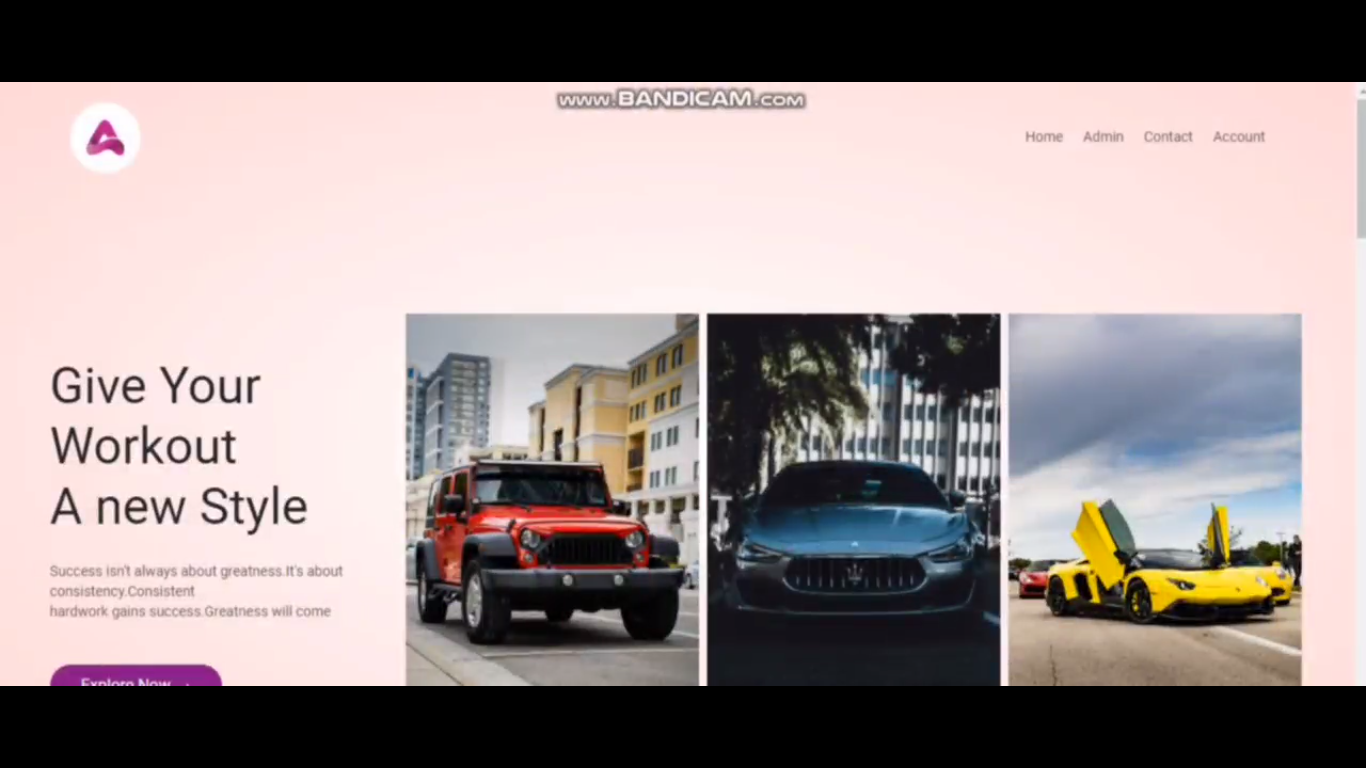 www.BANDICAM.com
Home Admin Contact Account
Give Your
Workout
A new Style
Success isn't always about greatness.It's about
consistency.Consistent
hardwork gains success.Greatness will come
Explore Now →